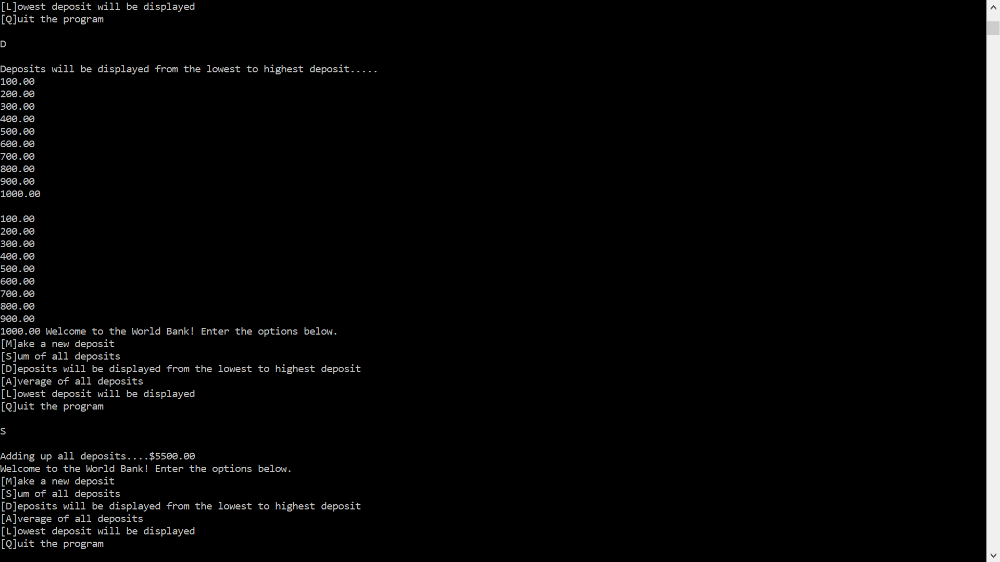 [L]owest deposit will be displayed
[Q]uit the program
D
Deposits will be displayed from the lowest to highest deposit.....
100.00
200.00
300.00
400.00
500.00
600.00
700.00
800.00
900.00
1000.00
100.00
200.00
300.00
400.00
500.00
600.00
700.00
800.00
900.00
1000.00 Welcome to the World Bank! Enter the options below.
[M]ake a new deposit
[S]um of all deposits
[D]eposits will be displayed from the lowest to highest deposit
[A]verage of all deposits
[L]owest deposit will be displayed
[Q]uit the program
S
Adding up all deposits....$5500.00
Welcome to the World Bank! Enter the options below.
[M]ake a new deposit
[S]um of all deposits
[D]eposits will be displayed from the lowest to highest deposit
[A]verage of all deposits
[L]owest deposit will be displayed
[Q]uit the program